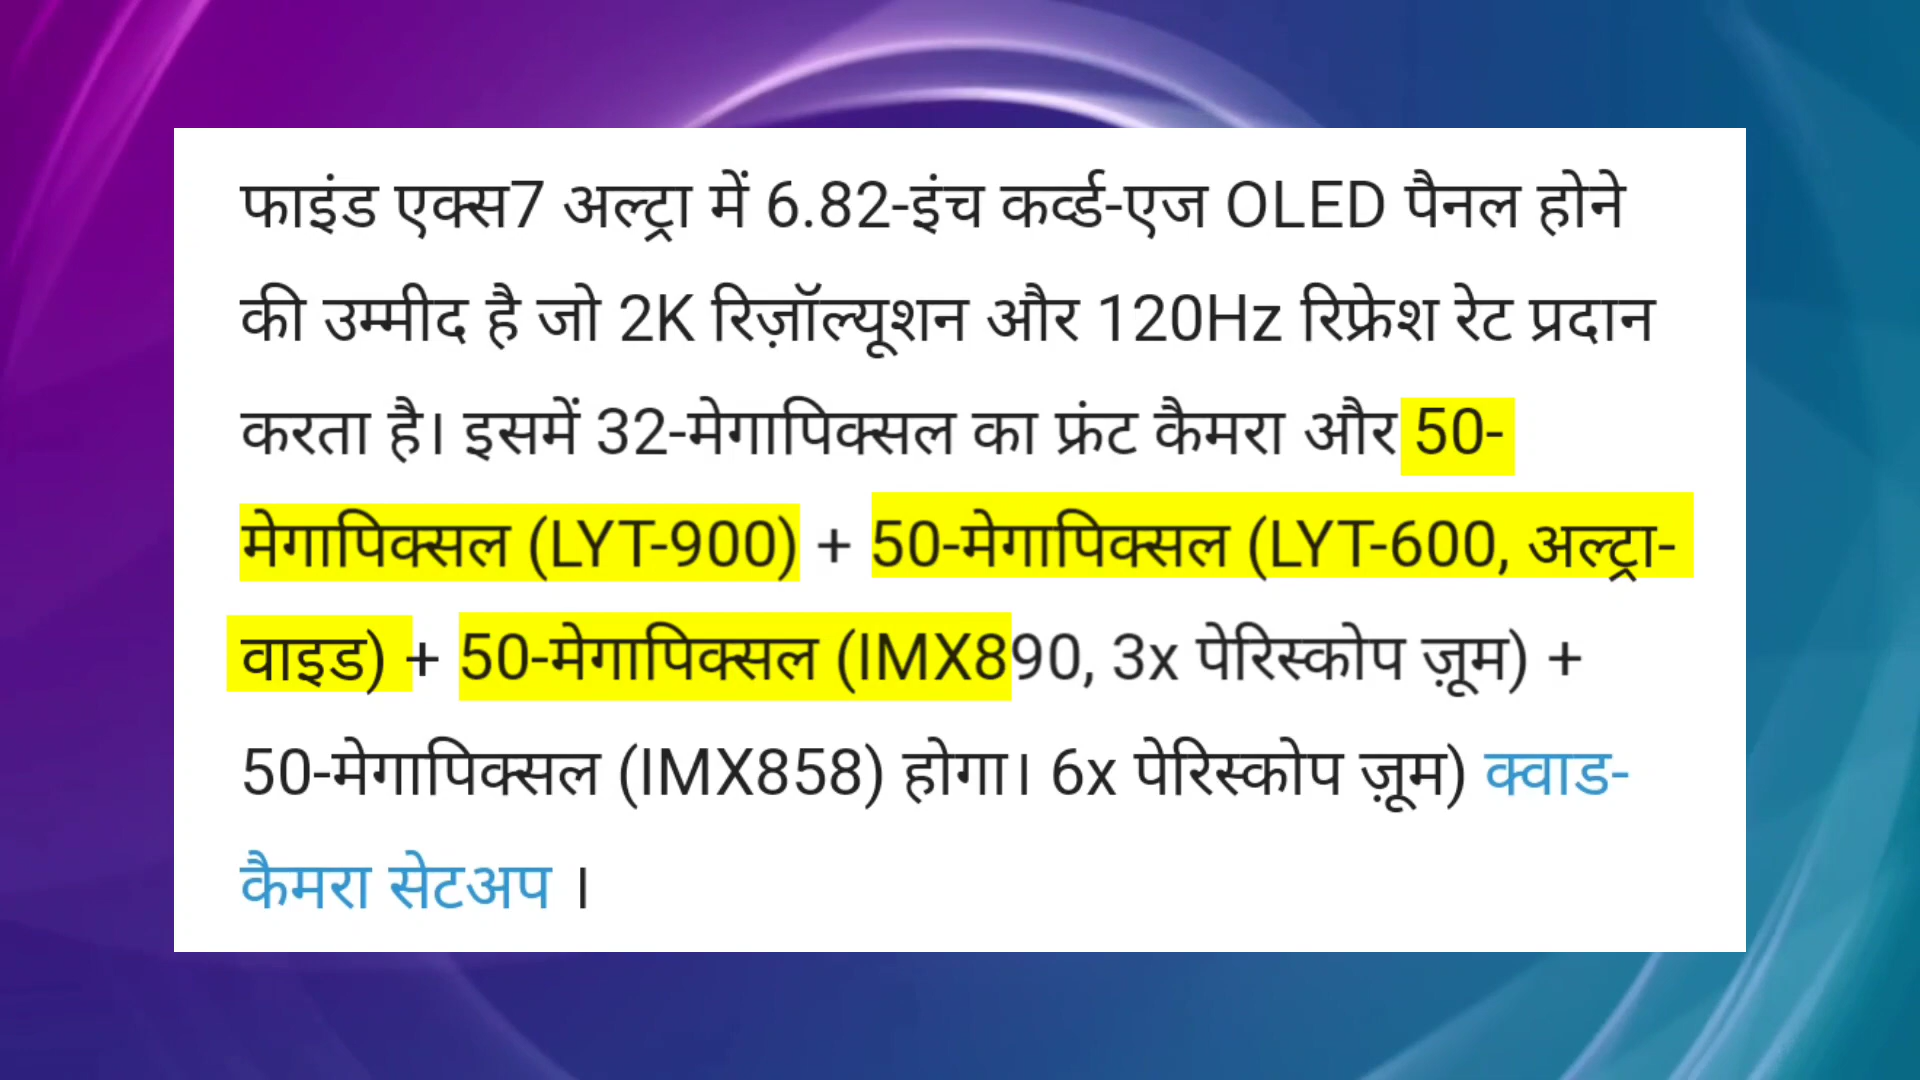 फाइंड एक्स7 अल्ट्रा में 6.82-इंच कर्व्ड-एज OLED पैनल होने
की उम्मीद है जो 2K रिज़ॉल्यूशन और 120Hz रिफ्रेश रेट प्रदान
करता है। इसमें 32-मेगापिक्सल का फ्रंट कैमरा और 50-
मेगापिक्सल (LYT-900) + 50-मेगापिक्सल (LYT-600, अल्ट्रा-
वाइड) + 50-मेगापिक्सल (IMX890, 3x पेरिस्कोप ज़ूम) +
50-मेगापिक्सल (IMX858) होगा। 6x पेरिस्कोप ज़ूम) क्वाड-
कैमरा सेटअप ।